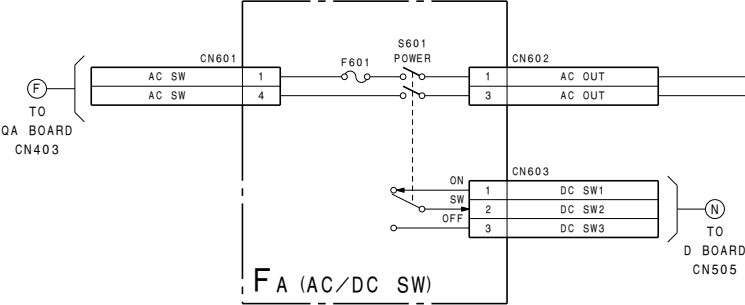 CN601
F601
S601
POWER
CN602
AC SW 1
AC SW 4
1 AC OUT
3 AC OUT
F
TO
QA BOARD
CN403
CN603
ON
SW
OFF
1 DC SW1
2 DC SW2
3 DC SW3
N
TO
D BOARD
CN505
FA (AC/DC SW)